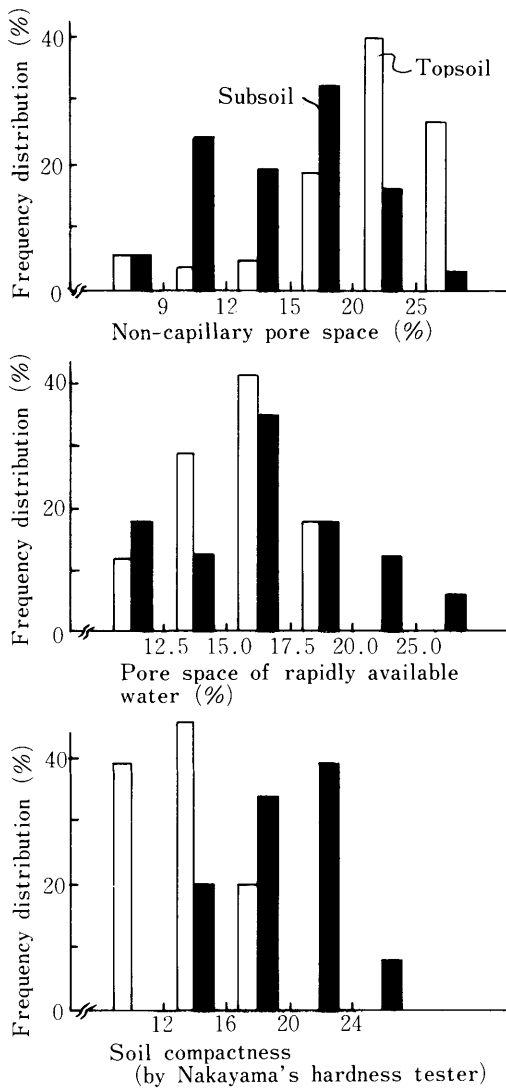 Frequency distribution (%)
40
20
0
Subsoil
Topsoil
9 12 15 20 25
Non-capillary pore space (%)
Frequency distribution (%)
40
20
0
12.5 15.0 17.5 20.0 25.0
Pore space of rapidly available
water (%)
Frequency distribution (%)
40
20
0
12 16 20 24
Soil compactness
(by Nakayama's hardness tester)